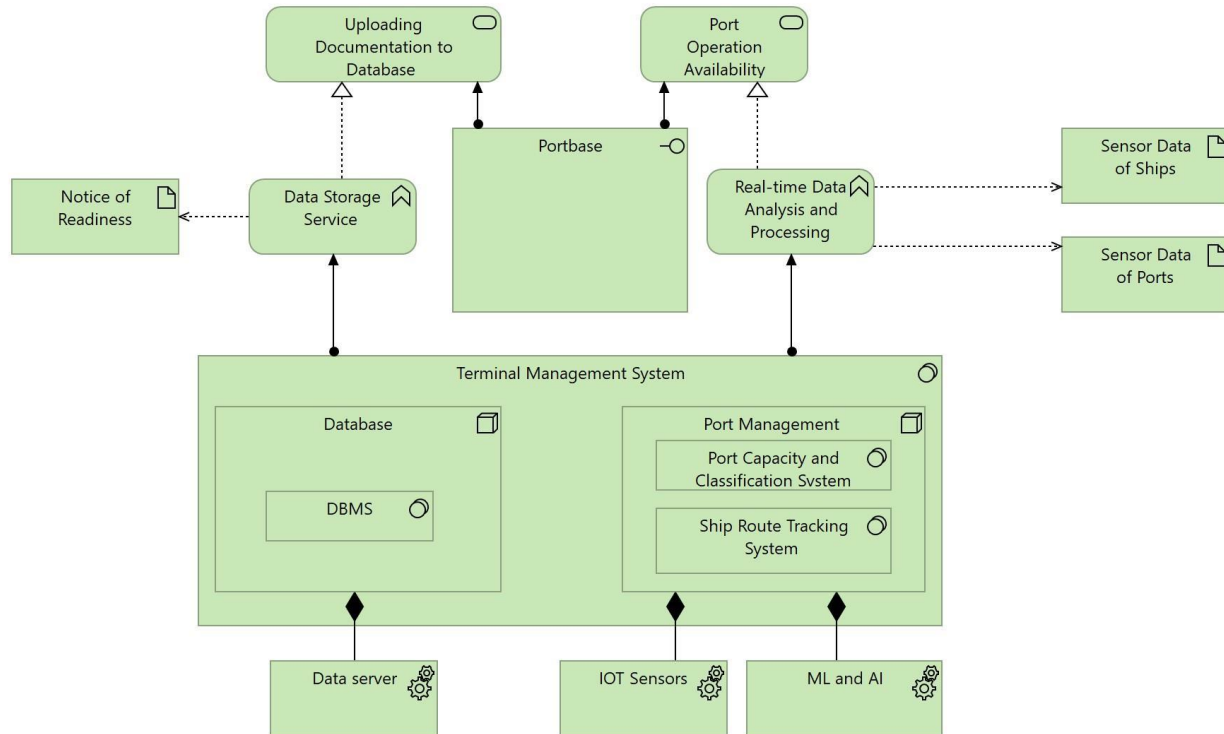 Uploading
Documentation to
Database
Port
Operation
Availability
Portbase
Sensor Data
of Ships
Notice of
Readiness
Data Storage
Service
Real-time Data
Analysis and
Processing
Sensor Data
of Ports
Terminal Management System
Database
Port Management
Port Capacity and
Classification System
DBMS
Ship Route Tracking
System
Data server
IOT Sensors
ML and AI